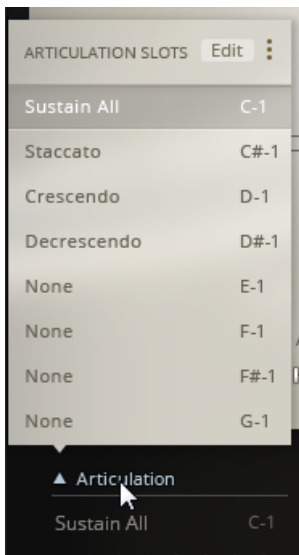 ARTICULATION SLOTS Edit
Sustain All C-1
Staccato C#-1
Crescendo D-1
Decrescendo D#-1
None E-1
None F-1
None F#-1
None G-1
Articulation
Sustain All C-1